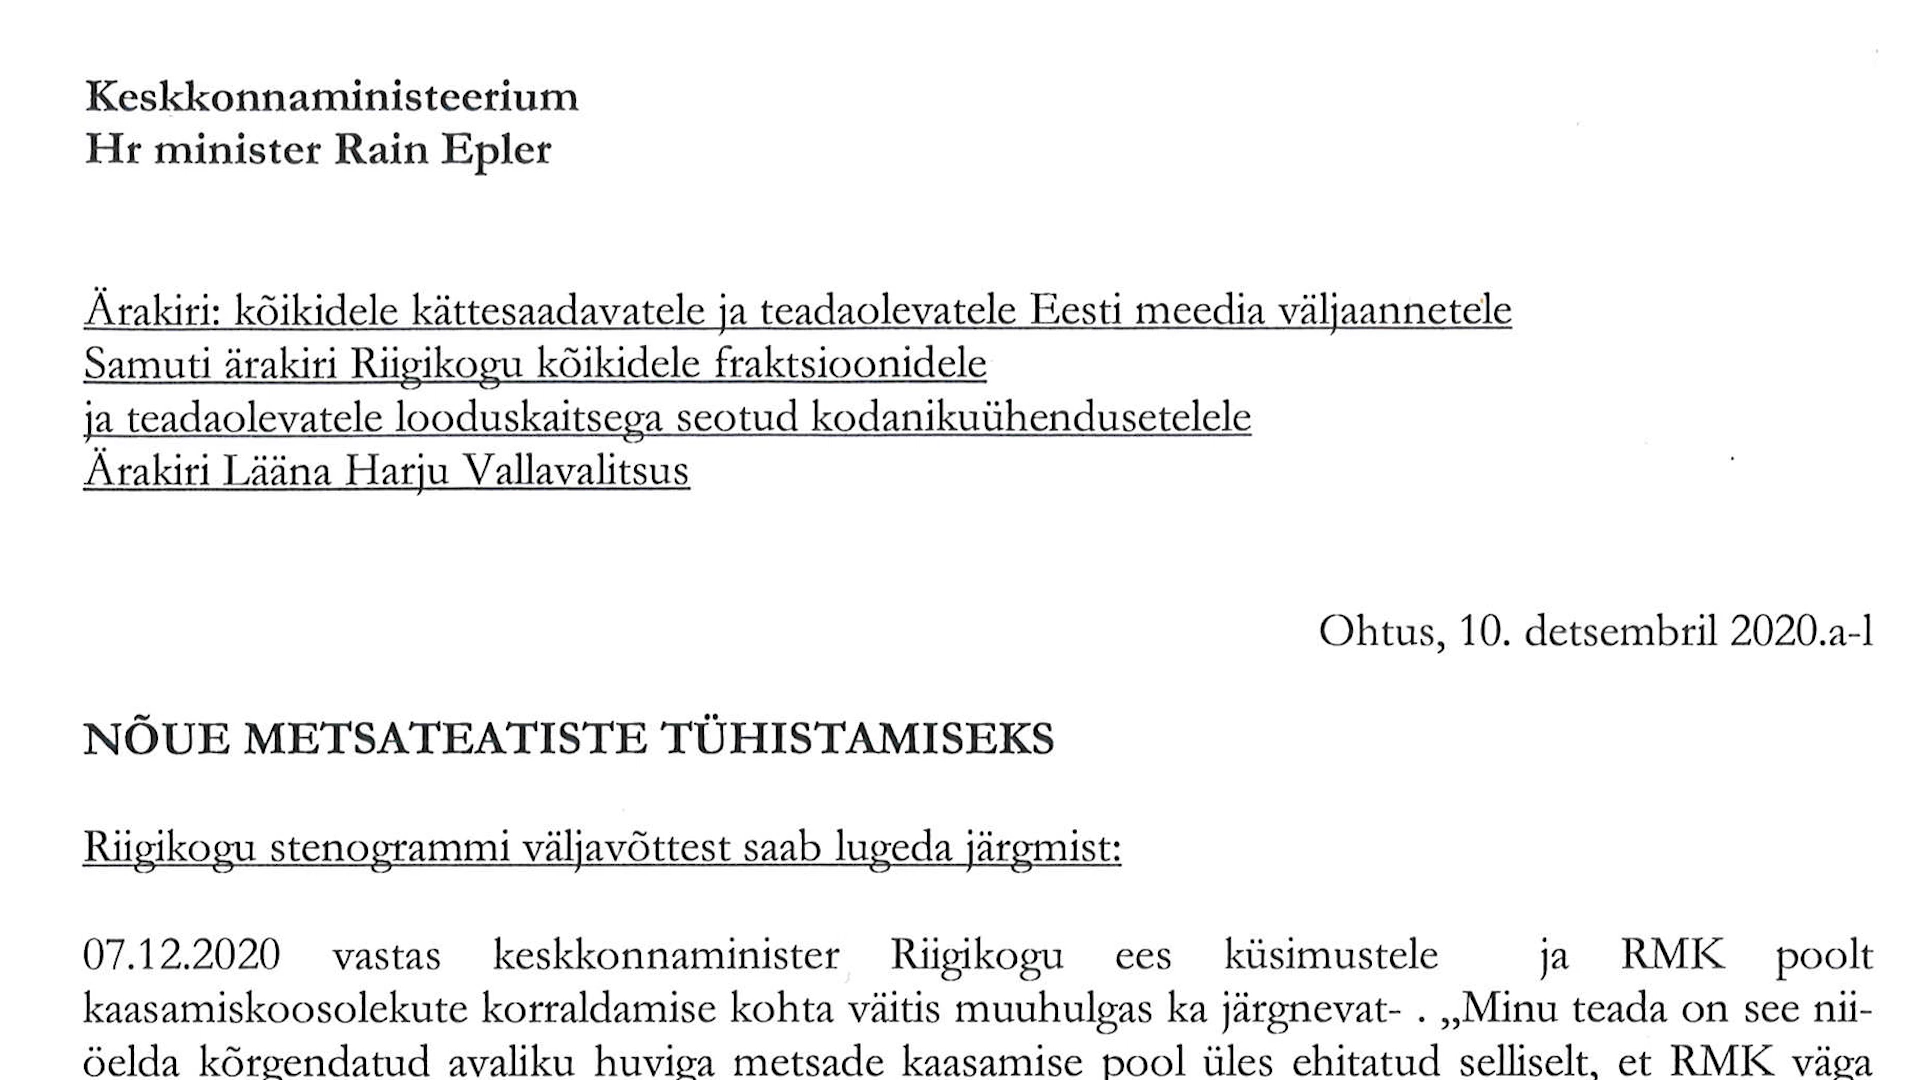 Keskkonnaministeerium
Hr minister Rain Epler
Ärakiri: kõikidele kättesaadavatele ja teadaolevatele Eesti meedia väljaannetele
Samuti ärakiri Riigikogu kõikidele fraktsioonidele
ja teadaolevatele looduskaitsega seotud kodanikuühendusetelele
Ärakiri Lääna Harju Vallavalitsus
Ohtus, 10. detsembril 2020.a-l
NÕUE METSATEATISTE TÜHISTAMISEKS
Riigikogu stenogrammi väljavõttest saab lugeda järgmist:
07.12.2020 vastas keskkonnaminister Riigikogu ees küsimustele ja RMK poolt
kaasamiskoosolekute korraldamise kohta väitis muuhulgas ka järgnevat- . „Minu teada on see nii-
öelda kõrgendatud avaliku huviga metsade kaasamise pool üles ehitatud selliselt, et RMK väga